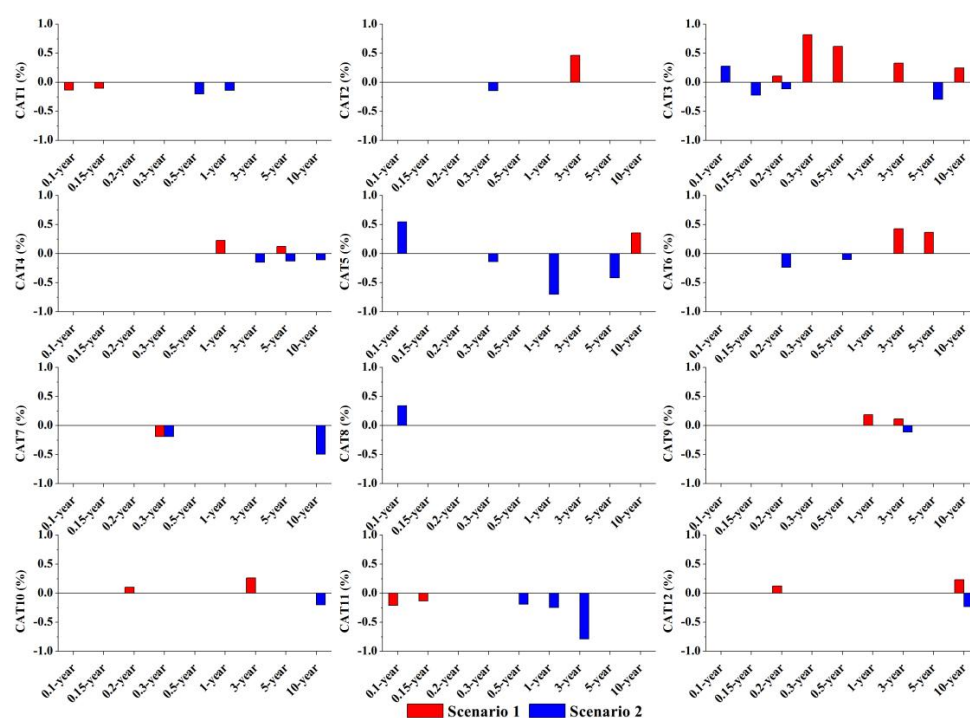 1.0
0.5
0.0
-0.5
-1.0
CAT1 (%)
0.1-year
0.15-year
0.2-year
0.3-year
0.5-year
1-year
3-year
5-year
10-year
1.0
0.5
0.0
-0.5
-1.0
CAT2 (%)
0.1-year
0.15-year
0.2-year
0.3-year
0.5-year
1-year
3-year
5-year
10-year
1.0
0.5
0.0
-0.5
-1.0
CAT3 (%)
0.1-year
0.15-year
0.2-year
0.3-year
0.5-year
1-year
3-year
5-year
10-year
1.0
0.5
0.0
-0.5
-1.0
CAT4 (%)
0.1-year
0.15-year
0.2-year
0.3-year
0.5-year
1-year
3-year
5-year
10-year
1.0
0.5
0.0
-0.5
-1.0
CAT5 (%)
0.1-year
0.15-year
0.2-year
0.3-year
0.5-year
1-year
3-year
5-year
10-year
1.0
0.5
0.0
-0.5
-1.0
CAT6 (%)
0.1-year
0.15-year
0.2-year
0.3-year
0.5-year
1-year
3-year
5-year
10-year
1.0
0.5
0.0
-0.5
-1.0
CAT7 (%)
0.1-year
0.15-year
0.2-year
0.3-year
0.5-year
1-year
3-year
5-year
10-year
1.0
0.5
0.0
-0.5
-1.0
CAT8 (%)
0.1-year
0.15-year
0.2-year
0.3-year
0.5-year
1-year
3-year
5-year
10-year
1.0
0.5
0.0
-0.5
-1.0
CAT9 (%)
0.1-year
0.15-year
0.2-year
0.3-year
0.5-year
1-year
3-year
5-year
10-year
1.0
0.5
0.0
-0.5
-1.0
CAT10 (%)
0.1-year
0.15-year
0.2-year
0.3-year
0.5-year
1-year
3-year
5-year
10-year
1.0
0.5
0.0
-0.5
-1.0
CAT11 (%)
0.1-year
0.15-year
0.2-year
0.3-year
0.5-year
1-year
3-year
5-year
10-year
1.0
0.5
0.0
-0.5
-1.0
CAT12 (%)
0.1-year
0.15-year
0.2-year
0.3-year
0.5-year
1-year
3-year
5-year
10-year
Scenario 1 Scenario 2